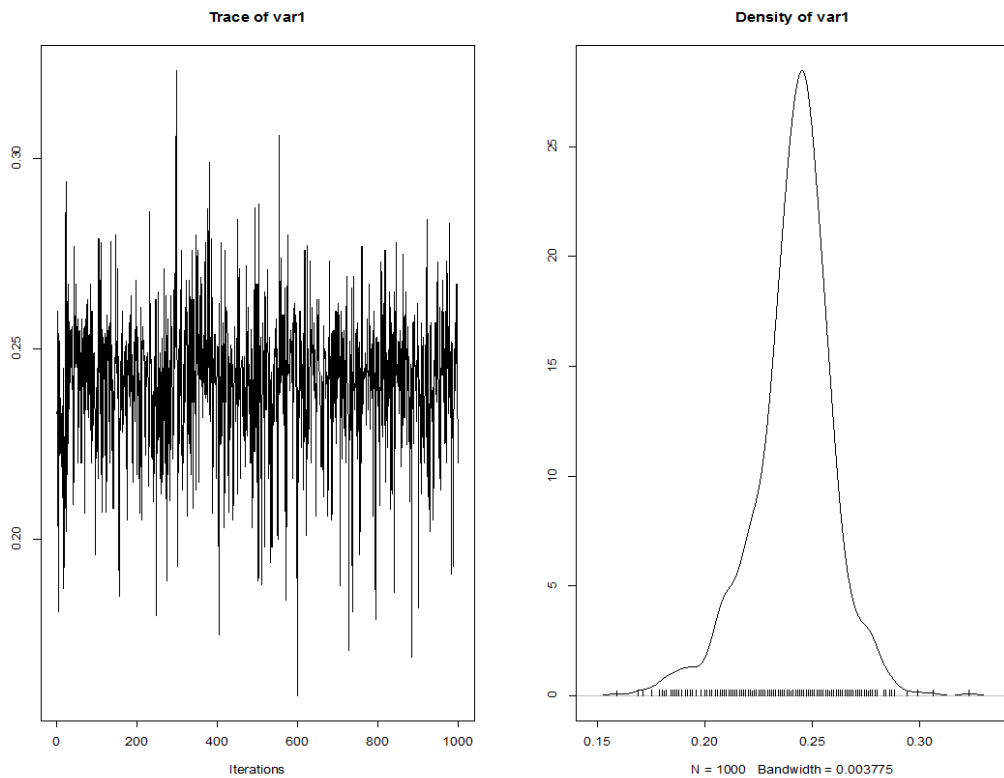 Trace of var1
0.30
0.25
0.20
0 200 400 600 800 1000
Iterations
Density of var1
25
20
15
10
5
0
0.15 0.20 0.25 0.30
N = 1000 Bandwidth = 0.003775